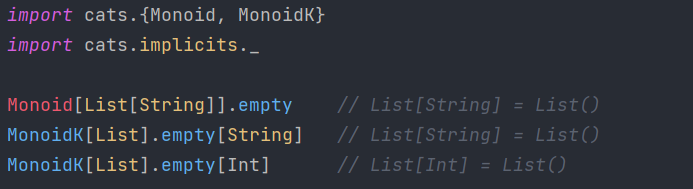 import cats.{Monoid, MonoidK}
import cats.implicits._
Monoid[List[String]].empty    // List[String] = List()
MonoidK[List].empty[String]   // List[String] = List()
MonoidK[List].empty[Int]      // List[Int] = List()